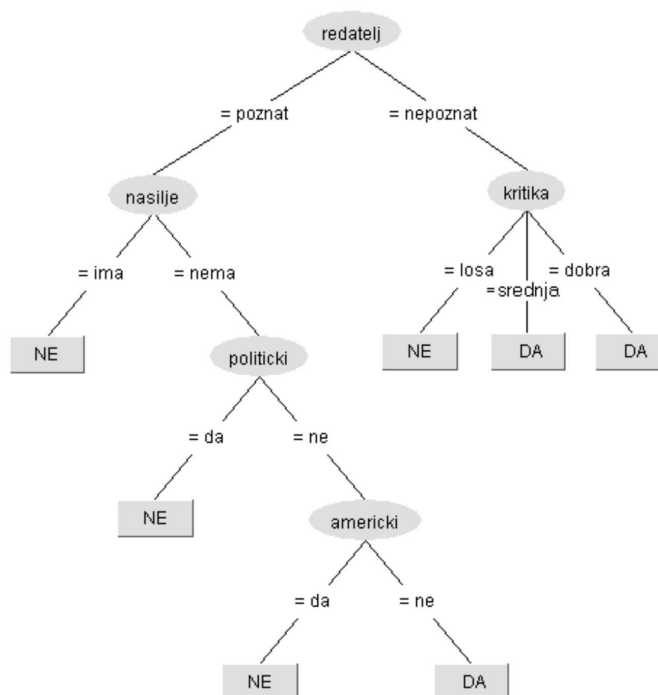 redatelj
= poznat
= nepoznat
nasilje
kritika
= ima
= nema
= losa
=srednja
= dobra
NE
politicki
NE
DA
DA
= da
= ne
NE
americki
= da
= ne
NE
DA